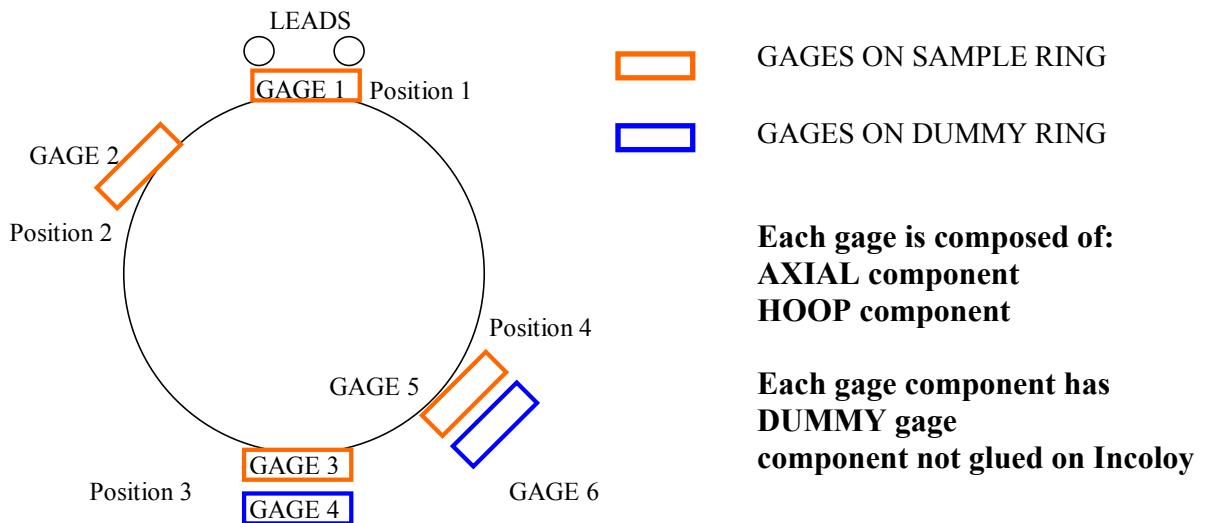 LEADS
GAGE 1
Position 1
GAGE 2
Position 2
Position 4
GAGE 5
GAGE 3
Position 3
GAGE 4
GAGE 6
GAGES ON SAMPLE RING
GAGES ON DUMMY RING
Each gage is composed of:
AXIAL component
HOOP component
Each gage component has
DUMMY gage
component not glued on Incoloy